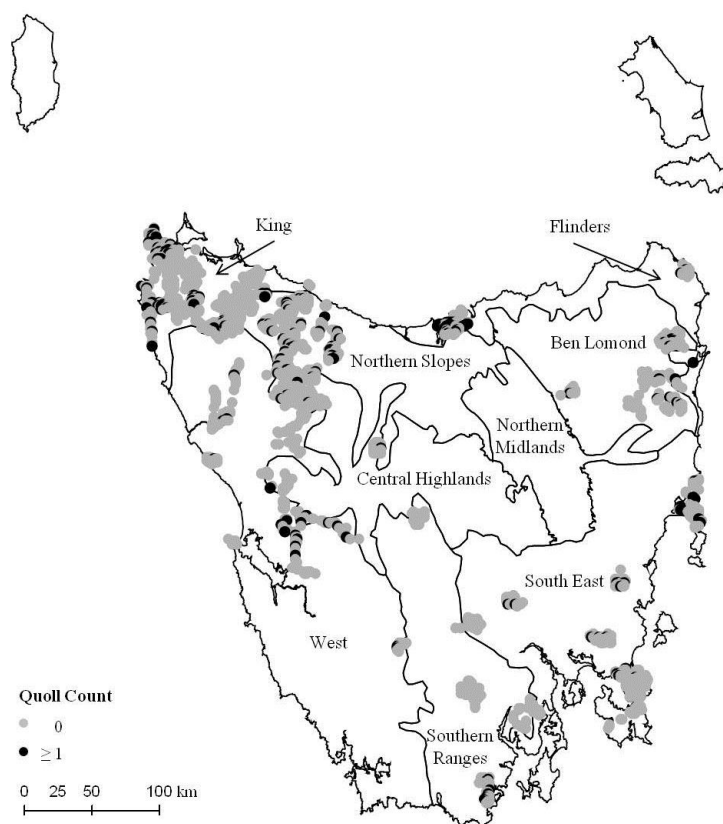 King
Flinders
Ben Lomond
Northern Slopes
Northern
Midlands
Central Highlands
South East
West
Southern
Ranges
Quoll Count
0
≥ 1
0 25 50 100 km